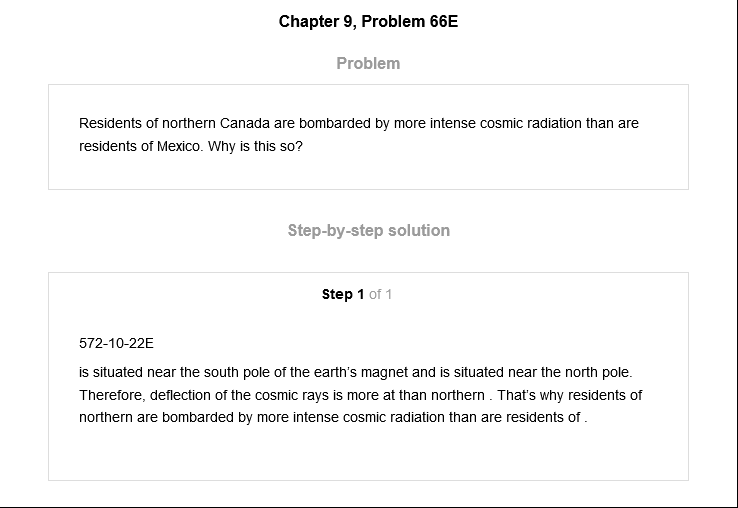 Chapter 9, Problem 66E
Problem
Residents of northern Canada are bombarded by more intense cosmic radiation than are
residents of Mexico. Why is this so?
Step-by-step solution
Step 1 of 1
572-10-22E
is situated near the south pole of the earth's magnet and is situated near the north pole.
Therefore, deflection of the cosmic rays is more at than northern . That's why residents of
northern are bombarded by more intense cosmic radiation than are residents of .